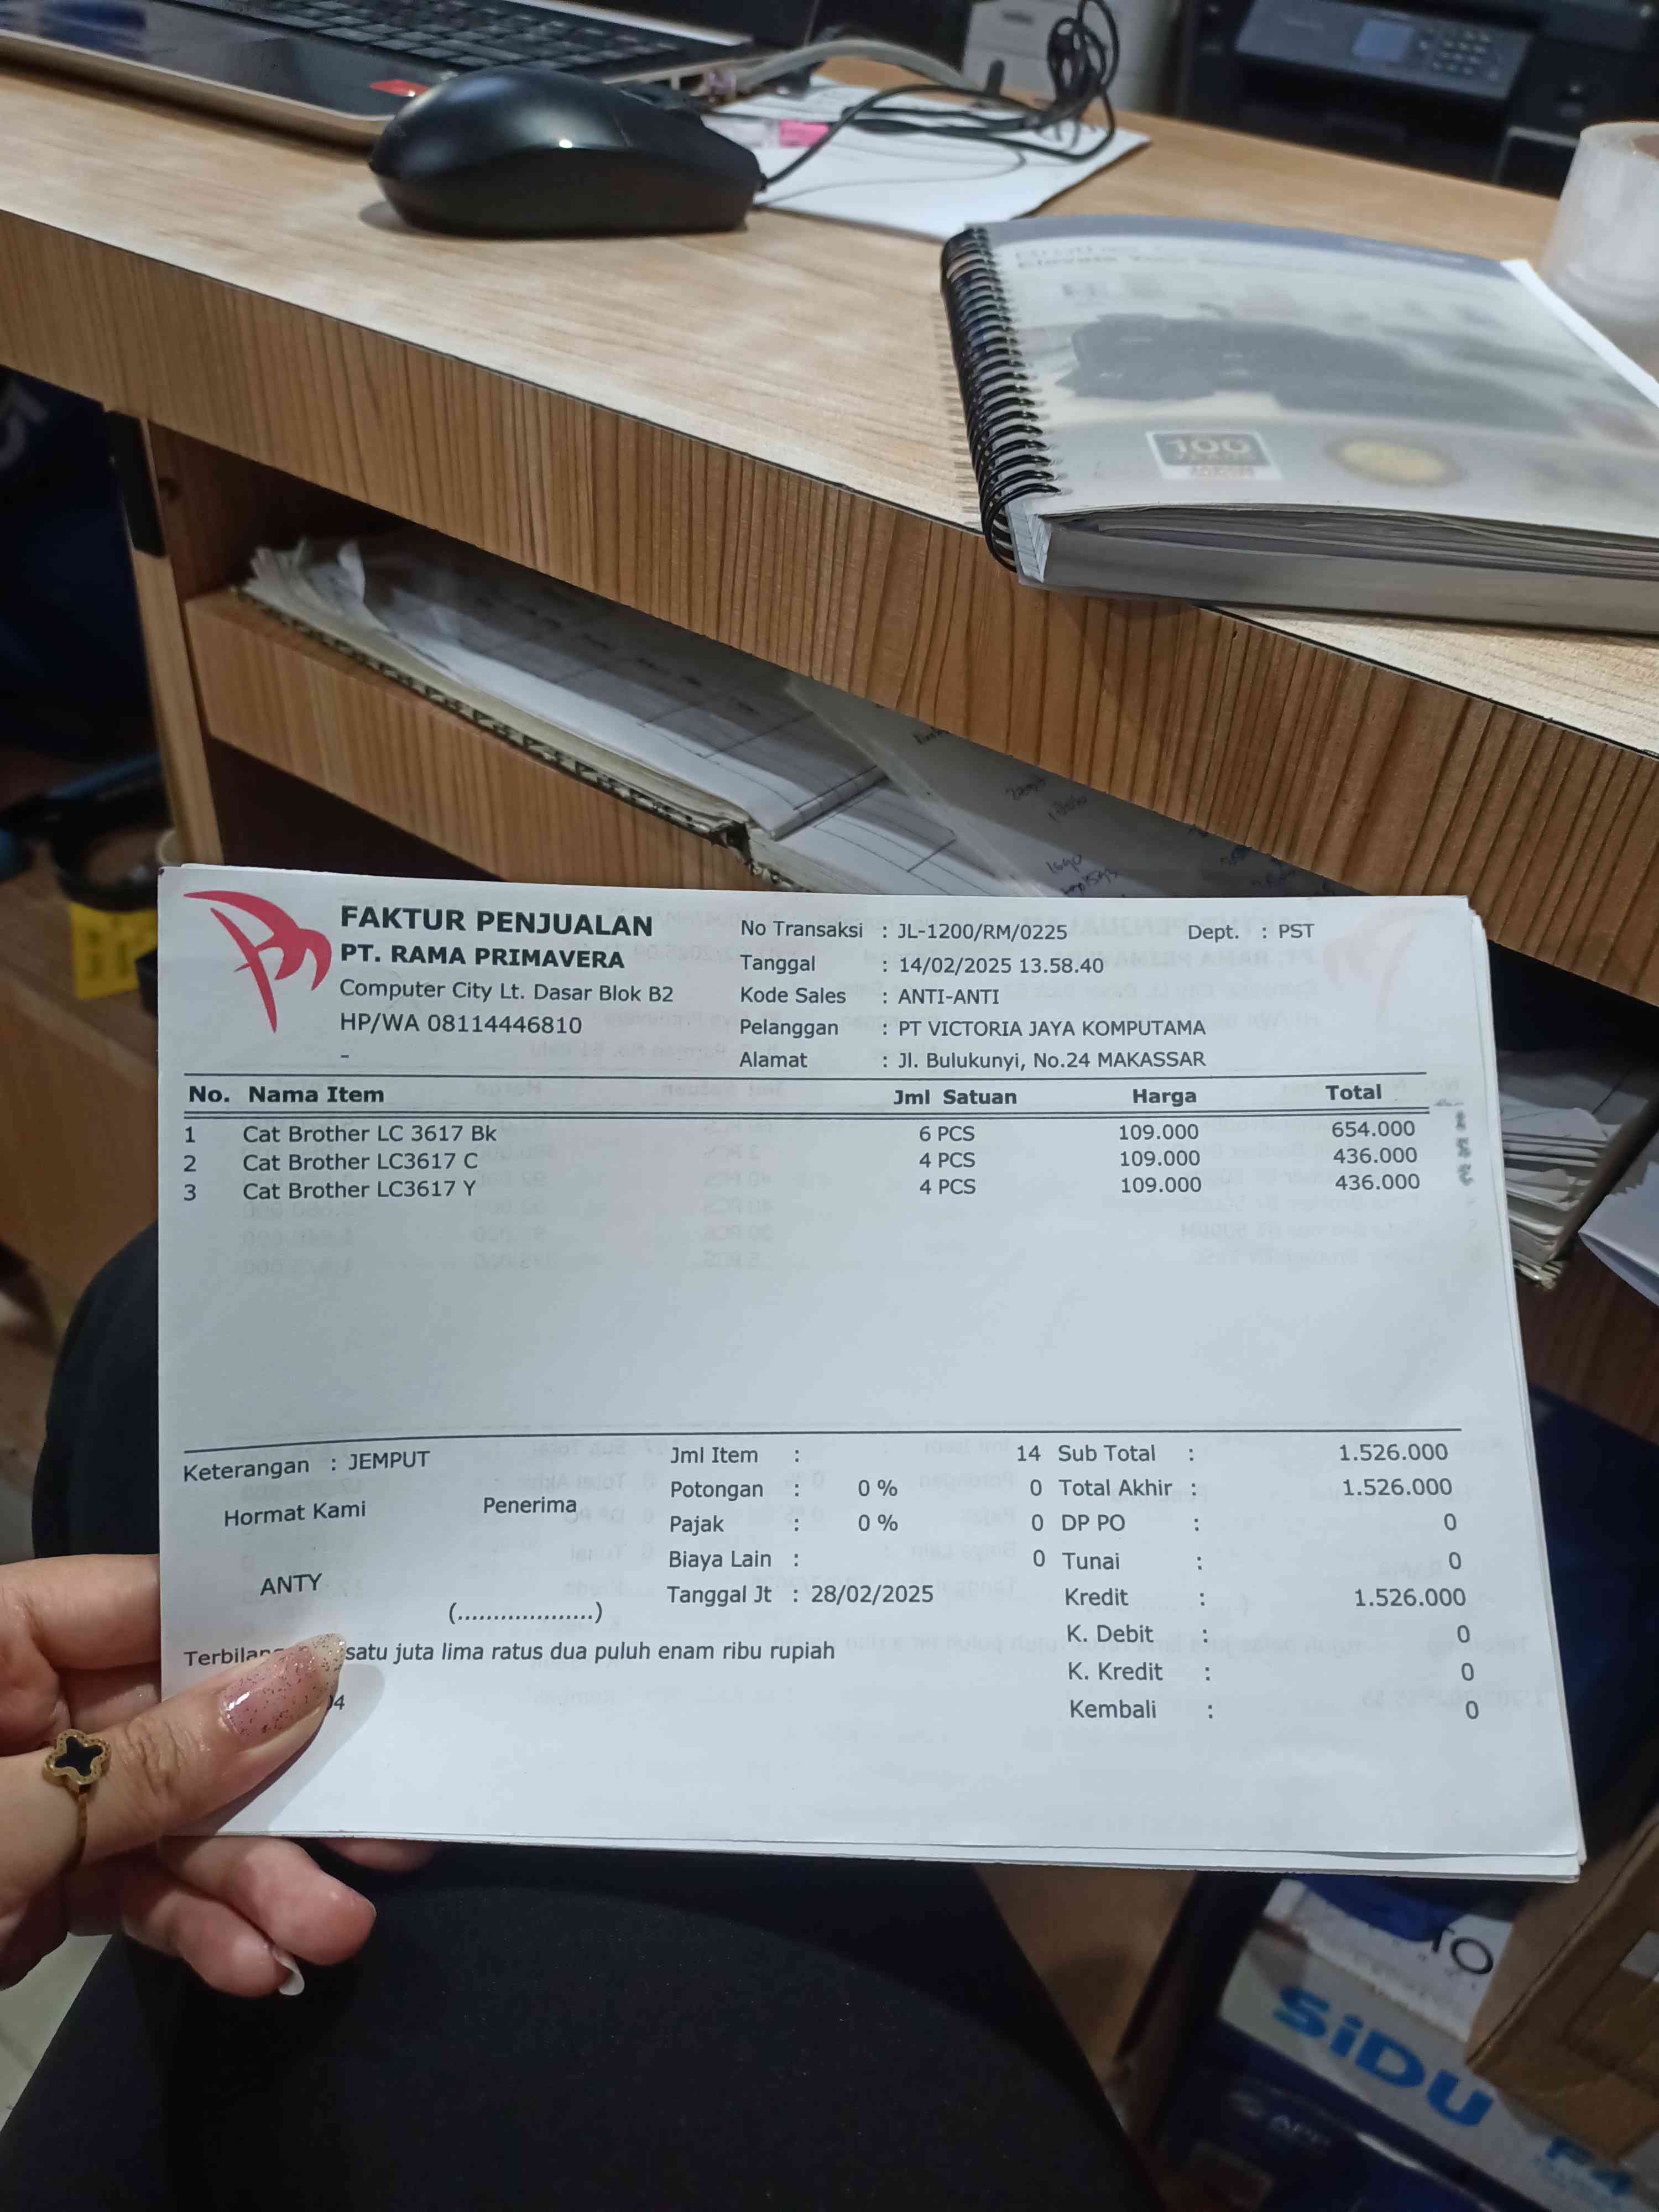 100
FAKTUR PENJUALAN
PT. RAMA PRIMAVERA
Computer City Lt. Dasar Blok B2
HP/WA 08114446810
-
No Transaksi : JL-1200/RM/0225 Dept. : PST
Tanggal : 14/02/2025 13.58.40
Kode Sales : ANTI-ANTI
Pelanggan : PT VICTORIA JAYA KOMPUTAMA
Alamat : Jl. Bulukunyi, No.24 MAKASSAR
No. Nama Item Jml Satuan Harga Total
1 Cat Brother LC 3617 Bk 6 PCS 109.000 654.000
2 Cat Brother LC3617 C 4 PCS 109.000 436.000
3 Cat Brother LC3617 Y 4 PCS 109.000 436.000
Keterangan : JEMPUT
Hormat Kami Penerima
ANTY
(...................)
Jml Item : 14
Potongan : 0 % 0
Pajak : 0 % 0
Biaya Lain : 0
Tanggal Jt : 28/02/2025
Sub Total : 1.526.000
Total Akhir : 1.526.000
DP PO : 0
Tunai : 0
Kredit : 1.526.000
K. Debit : 0
K. Kredit : 0
Kembali : 0
satu juta lima ratus dua puluh enam ribu rupiah
SiDU
F4